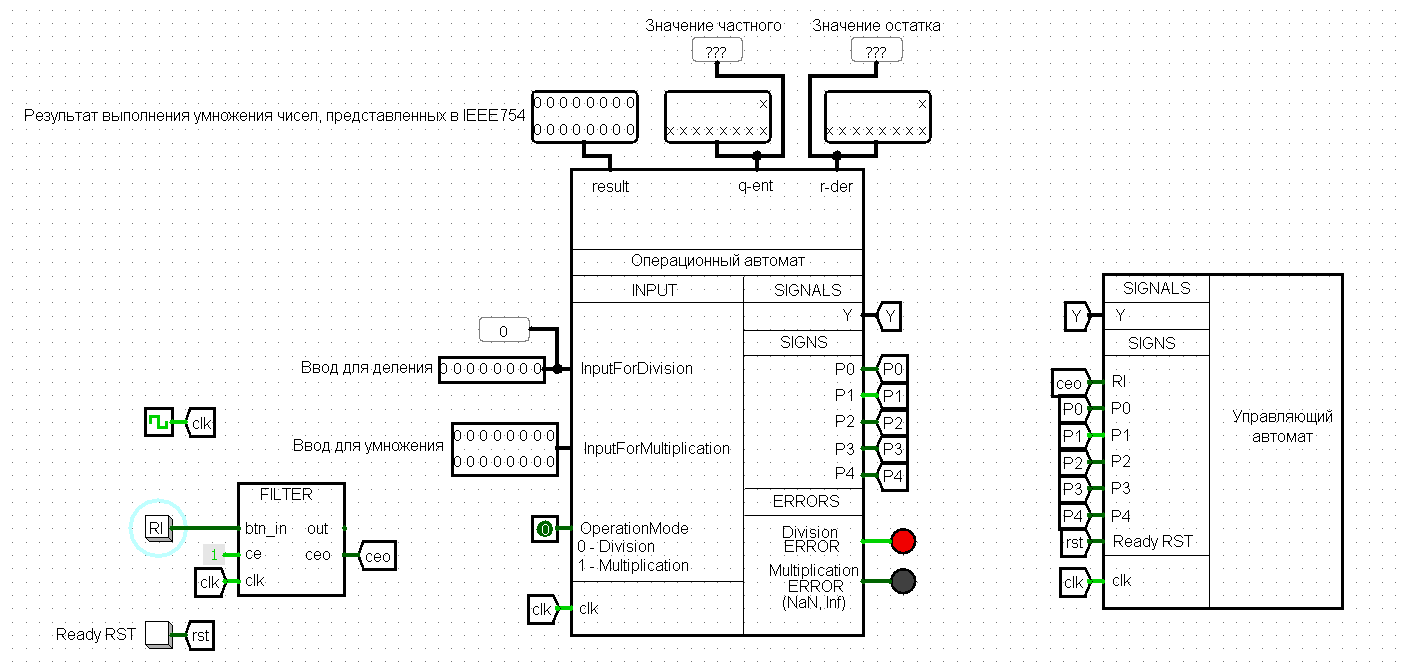 Значение частного Значение остатка
??? ???
Результат выполнения умножения чисел, представленных в IEEE754
0 0 0 0 0 0 0 0
0 0 0 0 0 0 0 0
x
x x x x x x x x
x
x x x x x x x x
result q-ent r-der
Операционный автомат
INPUT
SIGNALS
Y Y
SIGNS
0
Ввод для деления
0 0 0 0 0 0 0 0
InputForDivision
Ввод для умножения
0 0 0 0 0 0 0 0
0 0 0 0 0 0 0 0
InputForMultiplication
P0 P0
P1 P1
P2 P2
P3 P3
P4 P4
ERRORS
0
OperationMode
0 - Division
1 - Multiplication
Division
ERROR
Multiplication
ERROR
(NaN, Inf)
clk clk
clk
FILTER
RI btn_in out
1 ce ceo ceo
clk clk
Ready RST rst
SIGNALS
Y Y
SIGNS
ceo RI
P0 P0
P1 P1
P2 P2
P3 P3
P4 P4
rst Ready RST
clk clk
Управляющий
автомат